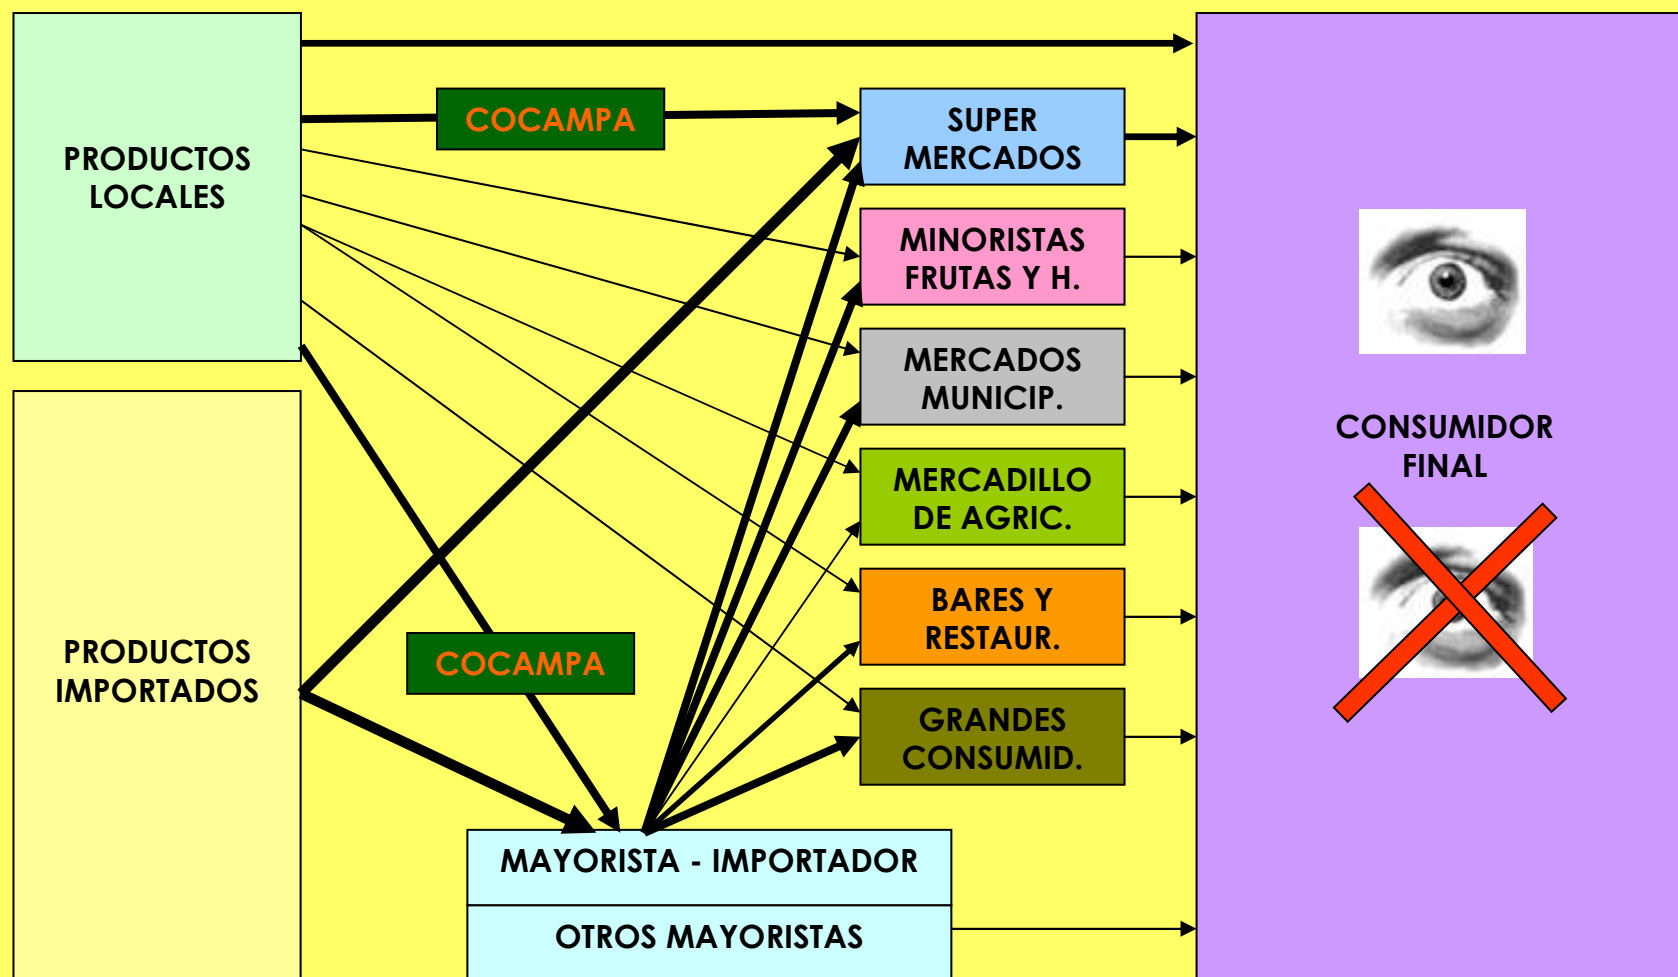 PRODUCTOS
LOCALES
COCAMPA
SUPER
MERCADOS
MINORISTAS
FRUTAS Y H.
MERCADOS
MUNICIP.
MERCADILLO
DE AGRIC.
BARES Y
RESTAUR.
GRANDES
CONSUMID.
CONSUMIDOR
FINAL
PRODUCTOS
IMPORTADOS
COCAMPA
MAYORISTA - IMPORTADOR
OTROS MAYORISTAS